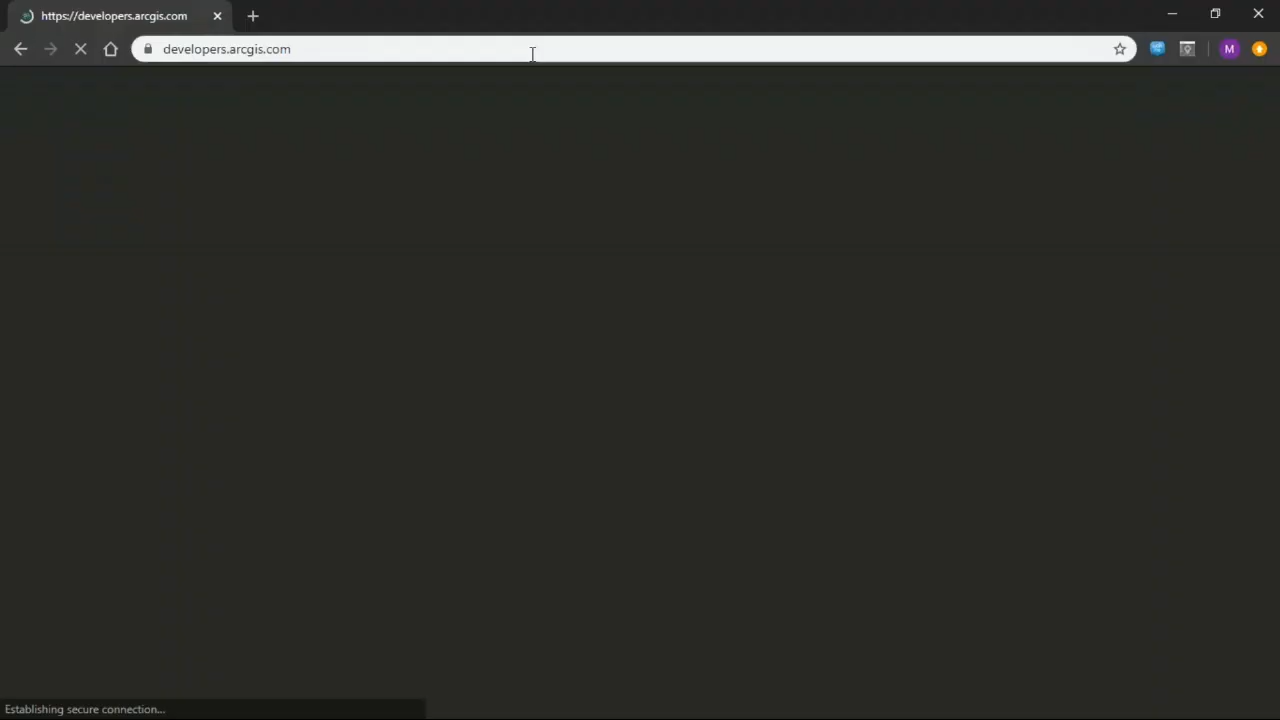 https://developers.arcgis.com
developers.arcgis.com
M
Establishing secure connection...